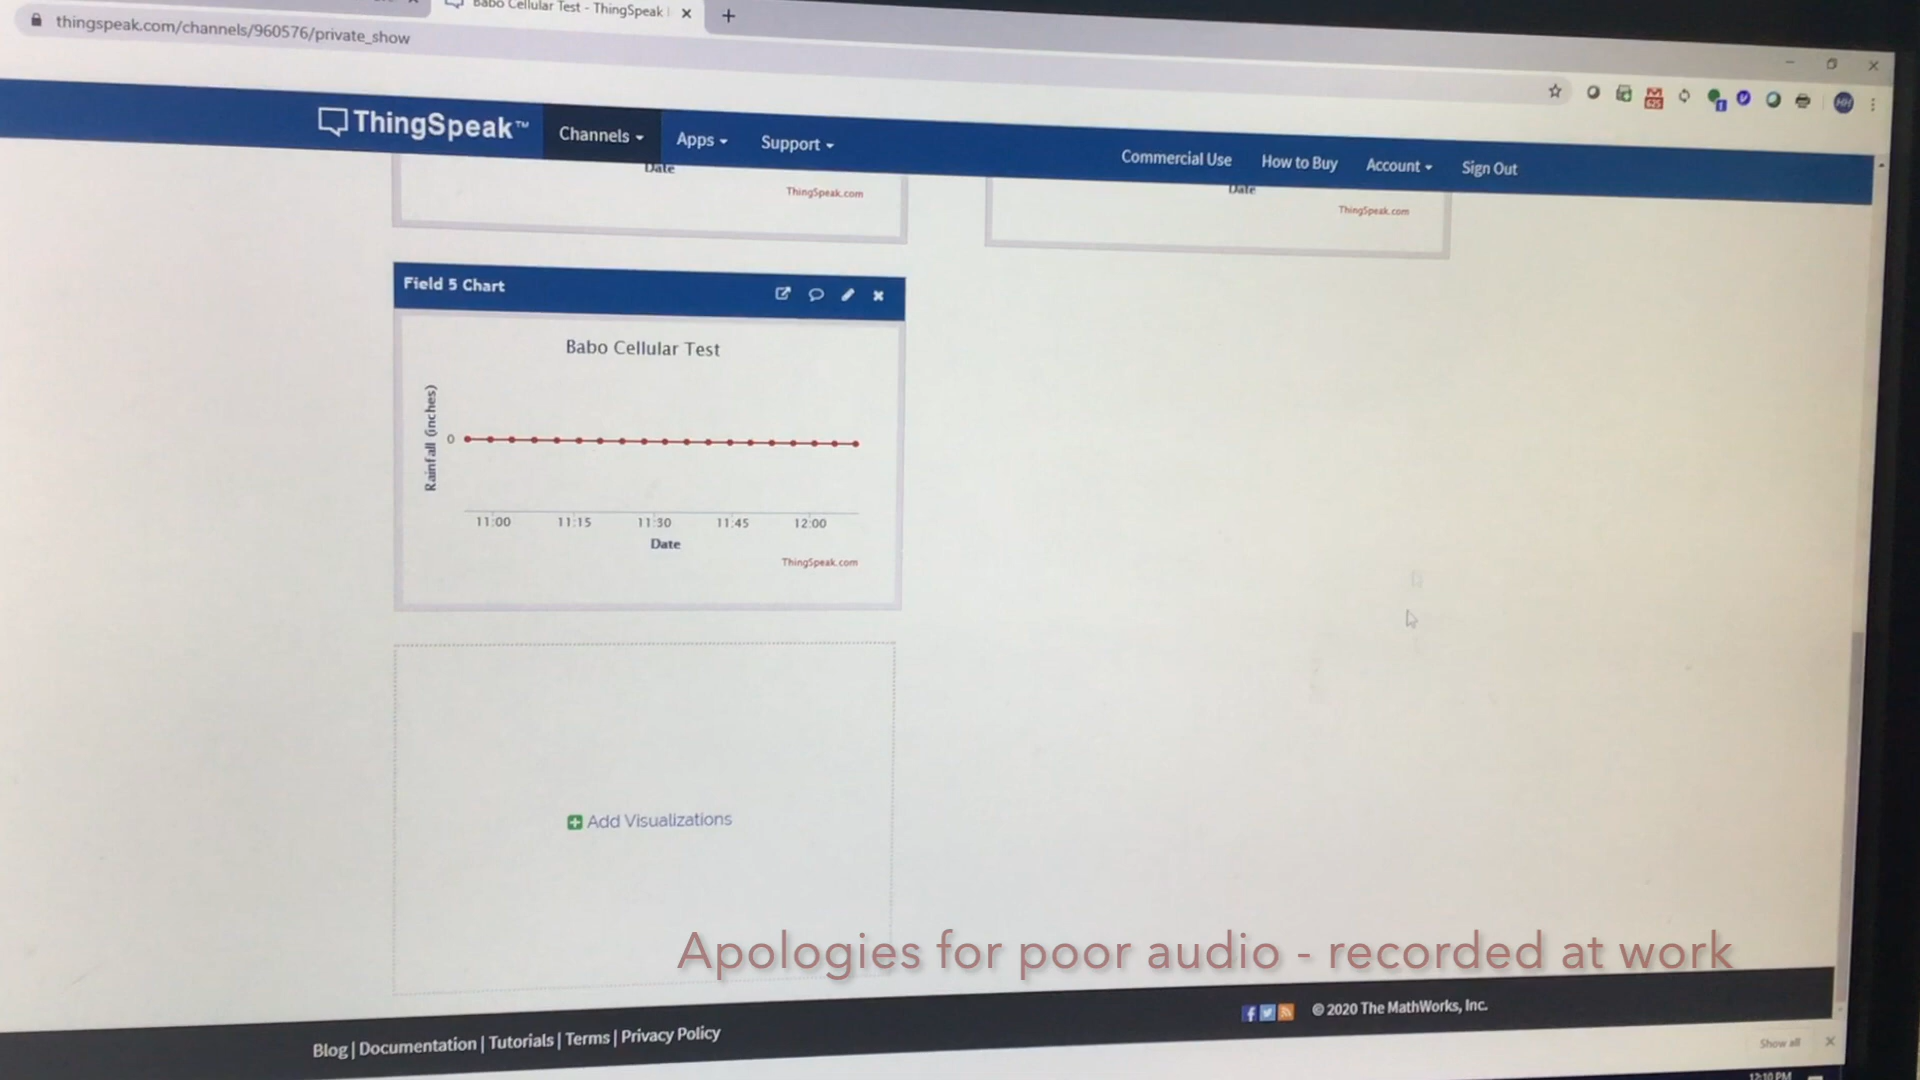 Babo Cellular Test - ThingSpeak
thingspeak.com/channels/960576/private_show
ThingSpeak™
Channels
Apps
Support
Commercial Use
How to Buy
Account
Sign Out
Date
ThingSpeak.com
Date
ThingSpeak.com
Field 5 Chart
Babo Cellular Test
Rainfall (inches)
0
11:00 11:15 11:30 11:45 12:00
Date
ThingSpeak.com
Add Visualizations
Apologies for poor audio - recorded at work
Blog | Documentation | Tutorials | Terms | Privacy Policy
© 2020 The MathWorks, Inc.
Show all
12:10 PM